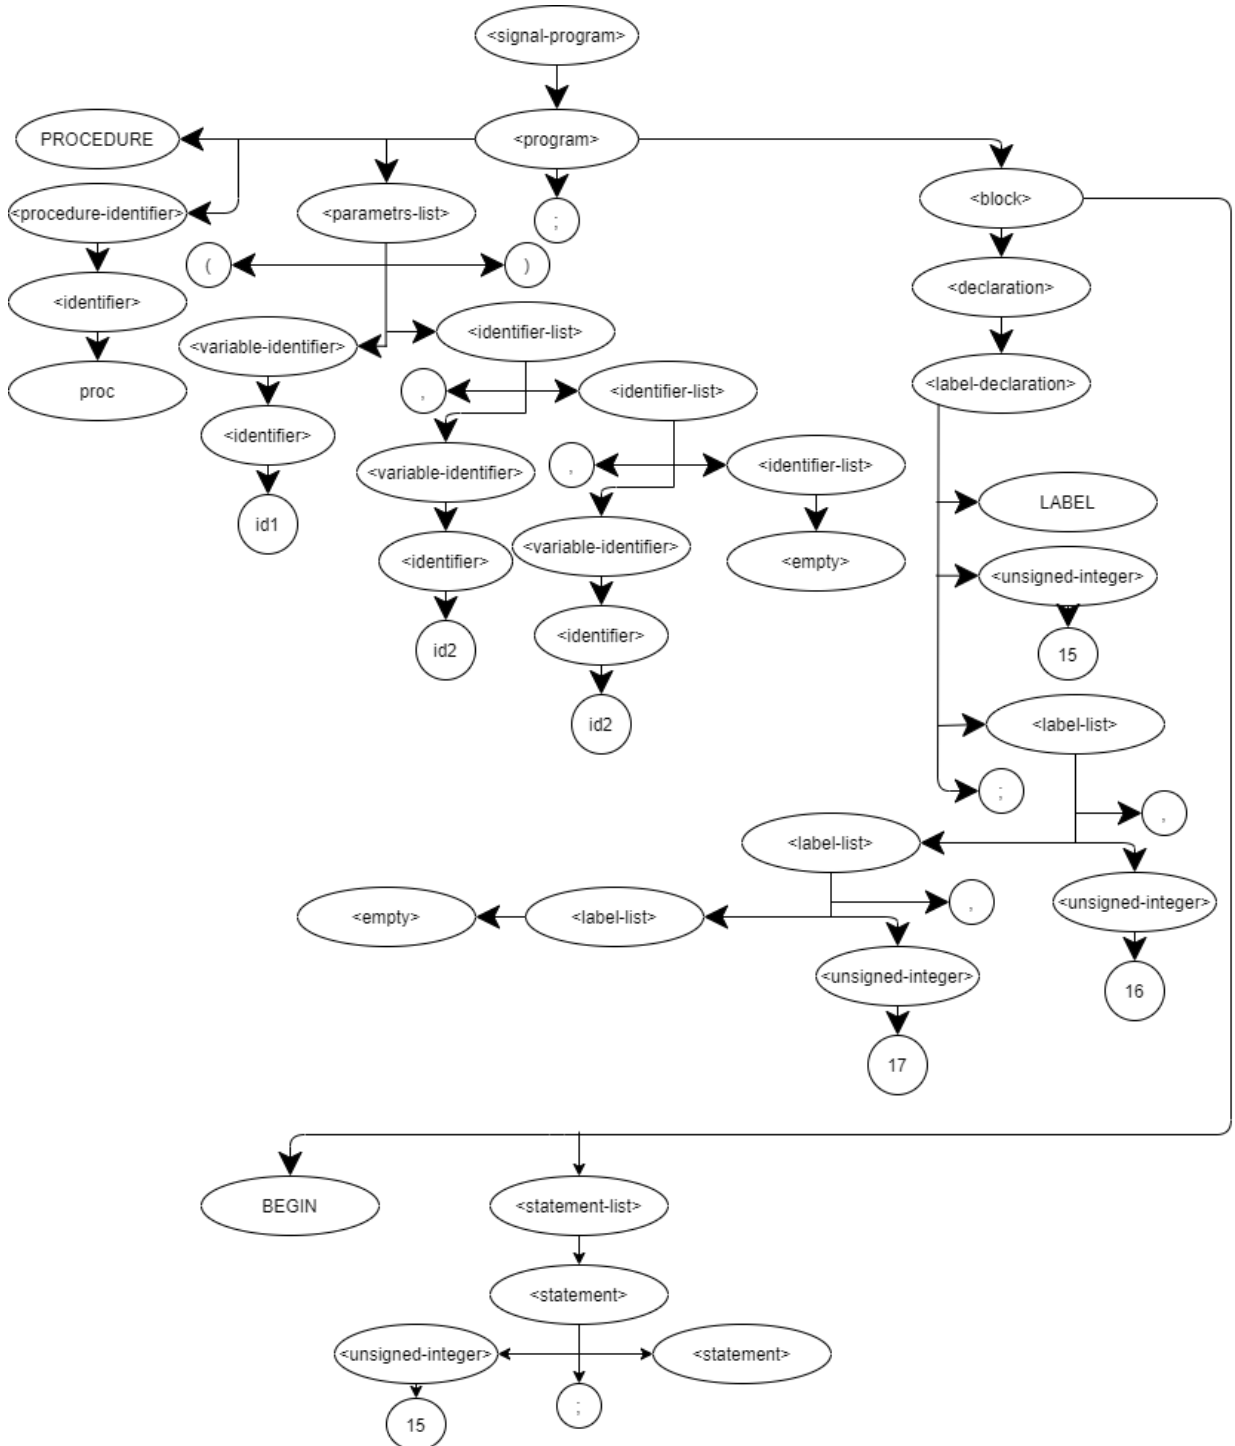 <signal-program>
PROCEDURE
<program>
<procedure-identifier>
<parametrs-list>
;
<block>
(
)
<identifier>
<declaration>
<variable-identifier>
<identifier-list>
proc
,
<identifier-list>
<label-declaration>
<identifier>
<variable-identifier>
,
<identifier-list>
id1
LABEL
<identifier>
<variable-identifier>
<empty>
<unsigned-integer>
id2
<identifier>
15
id2
<label-list>
;
,
<label-list>
<empty>
<label-list>
,
<unsigned-integer>
<unsigned-integer>
16
17
BEGIN
<statement-list>
<statement>
<unsigned-integer>
<statement>
;
15